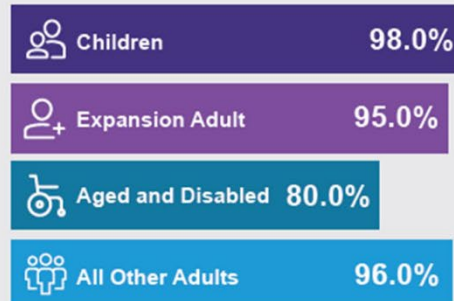 Children 98.0%
Expansion Adult 95.0%
Aged and Disabled 80.0%
All Other Adults 96.0%